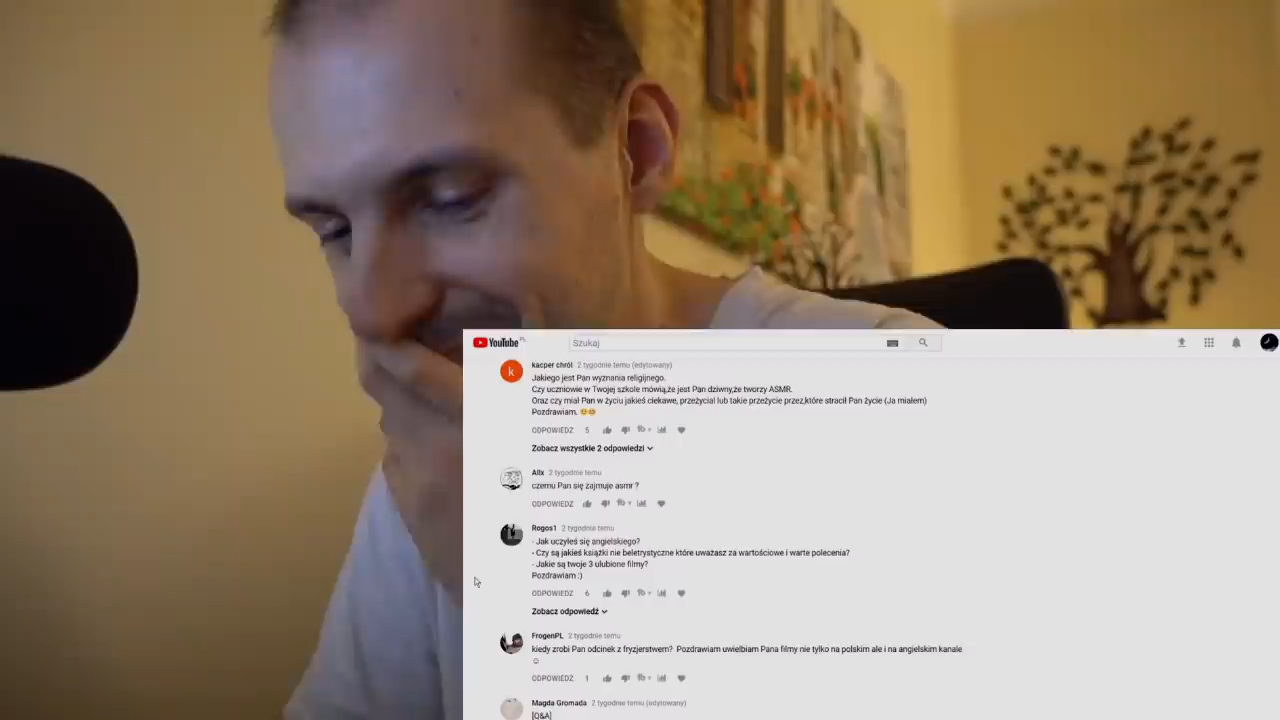 YouTube PL
Szukaj
k
kacper chról 2 tygodnie temu (edytowany)
Jakiego jest Pan wyznania religijnego.
Czy uczniowie w Twojej szkole mówią,że jest Pan dziwny,że tworzy ASMR.
Oraz czy miał Pan w życiu jakieś ciekawe, przeżycia! lub takie przeżycie przez,które stracił Pan życie (Ja miałem)
Pozdrawiam.
ODPOWIEDZ 5
Zobacz wszystkie 2 odpowiedzi
Alix 2 tygodnie temu
czemu Pan się zajmuje asmr ?
ODPOWIEDZ
Rogos1 2 tygodnie temu
- Jak uczyłeś się angielskiego?
- Czy są jakieś książki nie beletrystyczne które uważasz za wartościowe i warte polecenia?
- Jakie są twoje 3 ulubione filmy?
Pozdrawiam :)
ODPOWIEDZ 6
Zobacz odpowiedź
FrogenPL 2 tygodnie temu
kiedy zrobi Pan odcinek z fryzjerstwem? Pozdrawiam uwielbiam Pana filmy nie tylko na polskim ale i na angielskim kanale
ODPOWIEDZ 1
Magda Gromada 2 tygodnie temu (edytowany)
[Q&A]